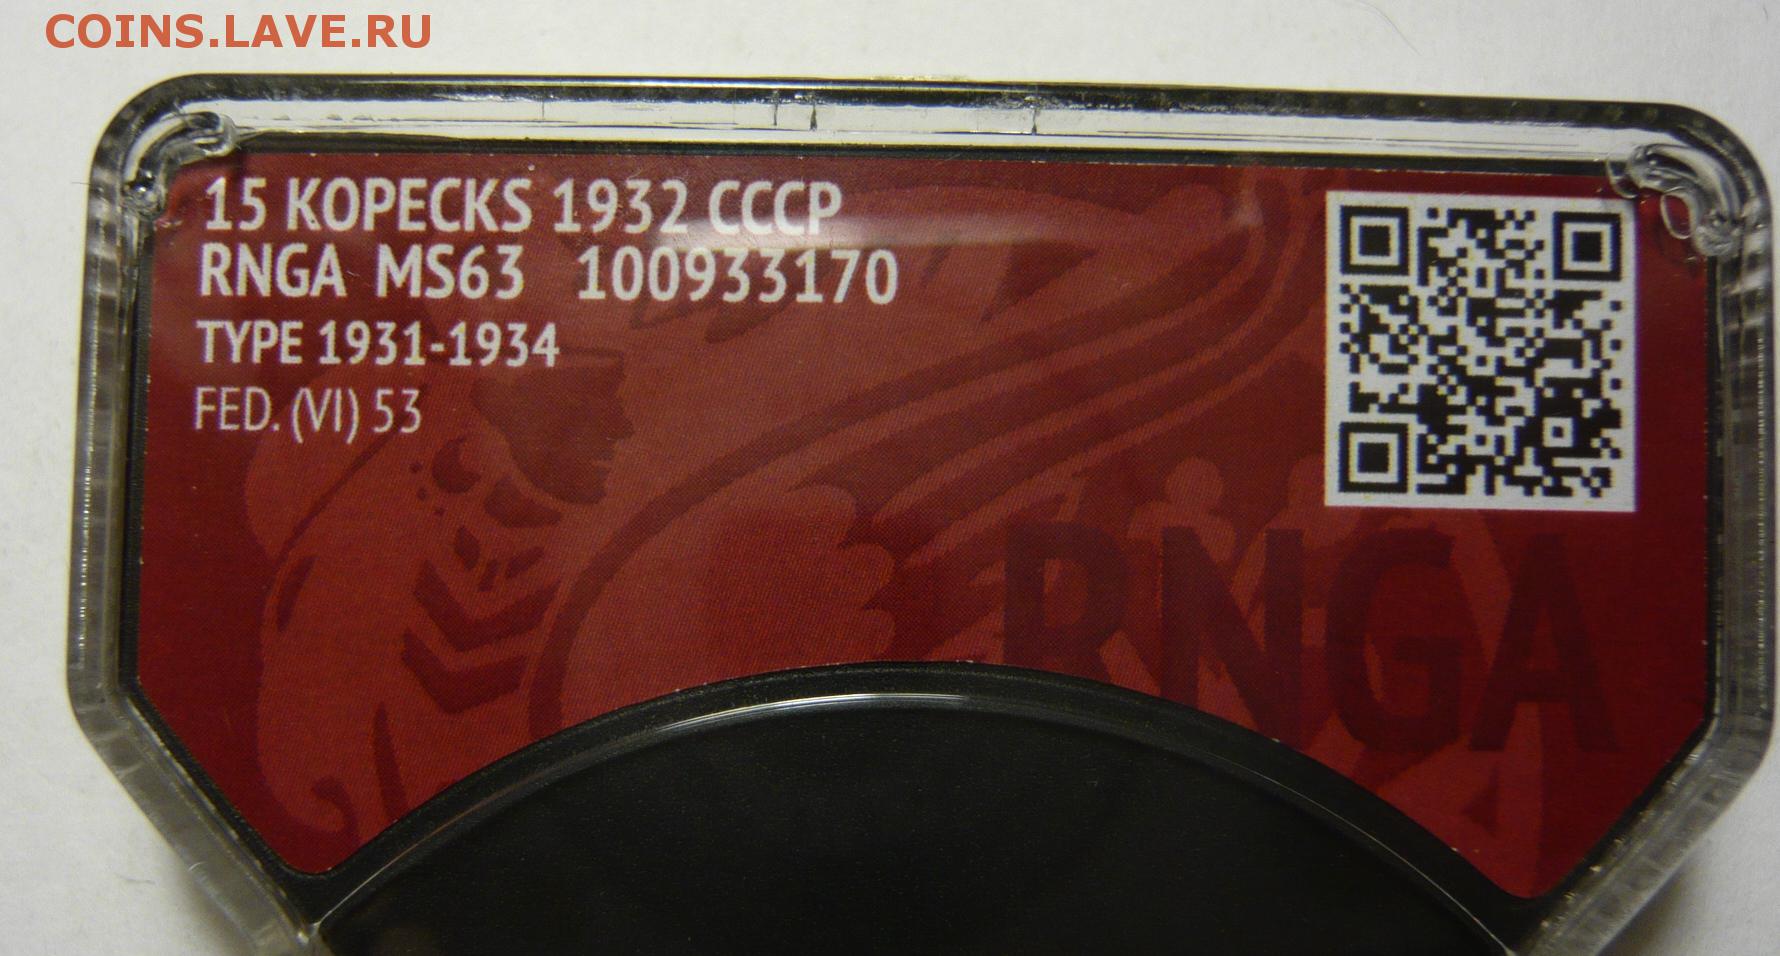 COINS.LAVE.RU
15 KOPECKS 1932 CCCP
RNGA MS63 100933170
TYPE 1931-1934
FED. (VI) 53
RNGA